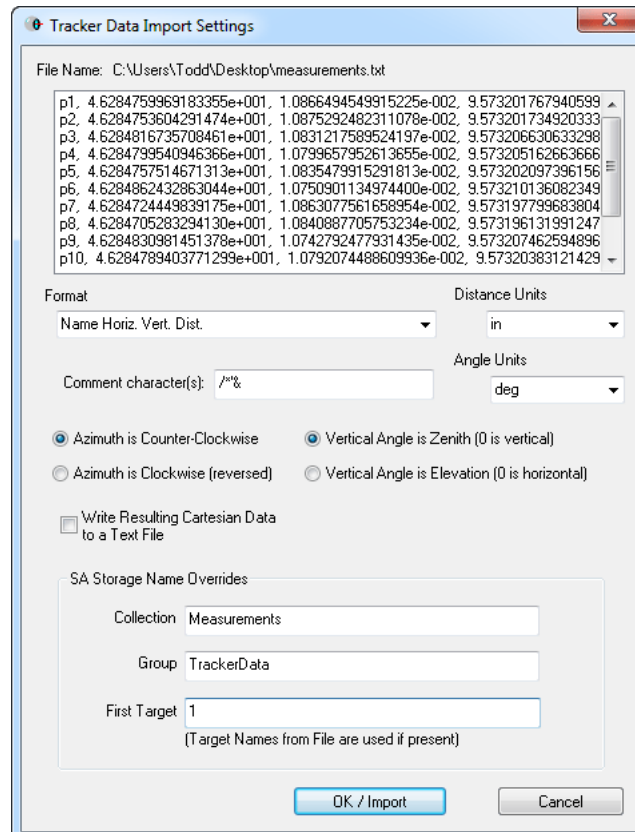 Tracker Data Import Settings
File Name: C:\Users\Todd\Desktop\measurements.txt
p1, 4.6284759969183355e+001, 1.0866494549915225e-002, 9.573201767940599
p2, 4.6284753604291474e+001, 1.0875292482311078e-002, 9.573201734920333
p3, 4.6284816735708461e+001, 1.0831217589524197e-002, 9.573206630633298
p4, 4.6284799540946366e+001, 1.0799657952613655e-002, 9.573205162663666
p5, 4.6284757514671313e+001, 1.0835479915291813e-002, 9.573202097396156
p6, 4.6284862432863044e+001, 1.0750901134974400e-002, 9.573210136082349
p7, 4.6284724449839175e+001, 1.0863077561658954e-002, 9.573197799683804
p8, 4.6284705283294130e+001, 1.0840887705753234e-002, 9.573196131991247
p9, 4.6284830981451378e+001, 1.0742792477931435e-002, 9.573207462594896
p10, 4.6284789403771299e+001, 1.0792074488609936e-002, 9.57320383121429
Format
Distance Units
Name Horiz. Vert. Dist.
in
Angle Units
Comment character(s): /*'&
deg
Azimuth is Counter-Clockwise
Vertical Angle is Zenith (0 is vertical)
Azimuth is Clockwise (reversed)
Vertical Angle is Elevation (0 is horizontal)
Write Resulting Cartesian Data
to a Text File
SA Storage Name Overrides
Collection Measurements
Group TrackerData
First Target 1
(Target Names from File are used if present)
OK / Import
Cancel